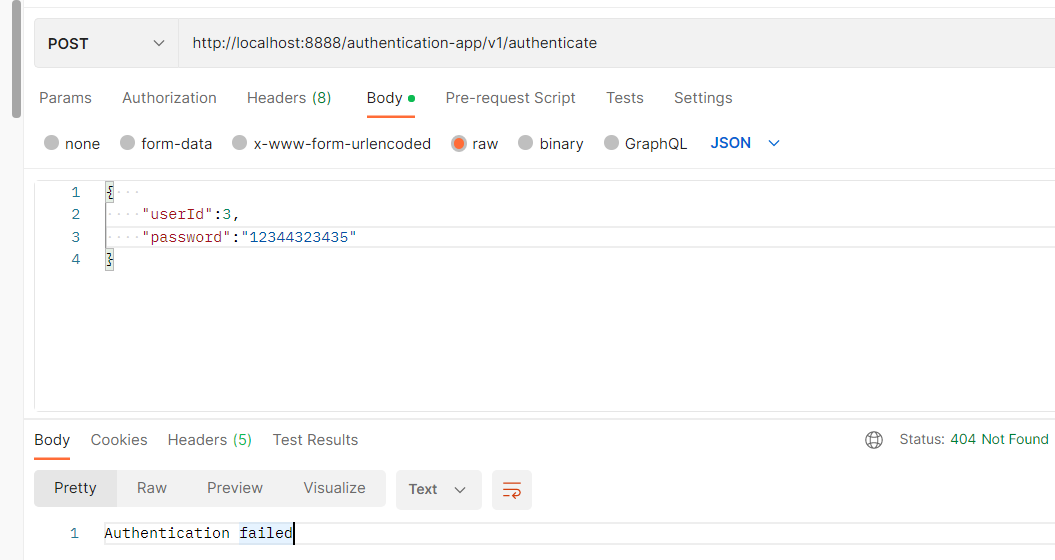 POST http://localhost:8888/authentication-app/v1/authenticate
Params Authorization Headers (8) Body Pre-request Script Tests Settings
none form-data x-www-form-urlencoded raw binary GraphQL JSON
1 {
2 "userId":3,
3 "password":"12344323435"
4 }
Body Cookies Headers (5) Test Results Status: 404 Not Found
Pretty Raw Preview Visualize Text
1 Authentication failed